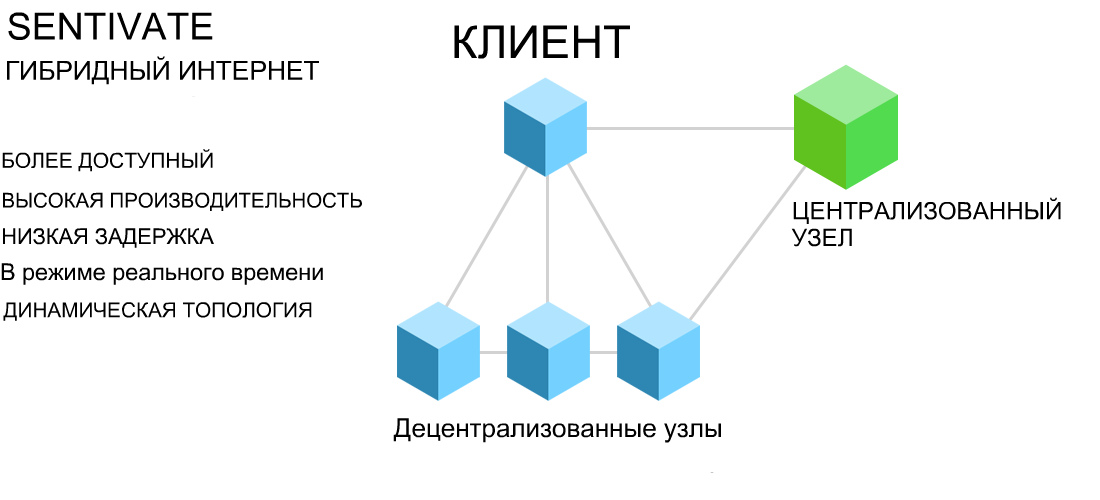 SENTIVATE
ГИБРИДНЫЙ ИНТЕРНЕТ
БОЛЕЕ ДОСТУПНЫЙ
ВЫСОКАЯ ПРОИЗВОДИТЕЛЬНОСТЬ
НИЗКАЯ ЗАДЕРЖКА
В режиме реального времени
ДИНАМИЧЕСКАЯ ТОПОЛОГИЯ
КЛИЕНТ
ЦЕНТРАЛИЗОВАННЫЙ
УЗЕЛ
Децентрализованные узлы